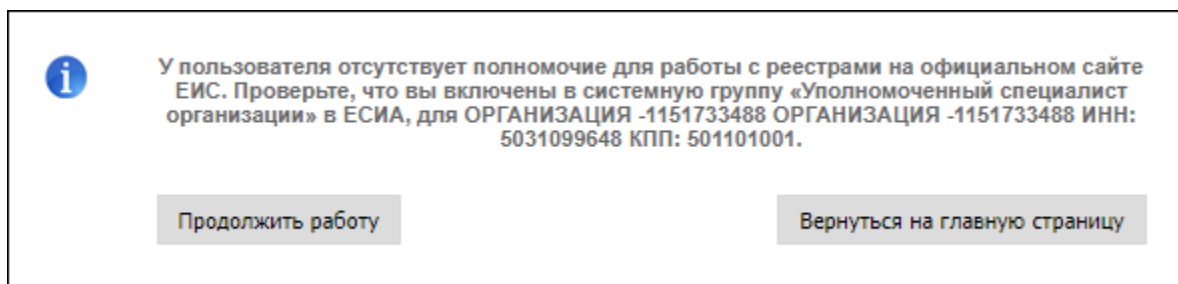 У пользователя отсутствует полномочие для работы с реестрами на официальном сайте
ЕИС. Проверьте, что вы включены в системную группу «Уполномоченный специалист
организации» в ЕСИА, для ОРГАНИЗАЦИЯ -1151733488 ОРГАНИЗАЦИЯ -1151733488 ИНН:
5031099648 КПП: 501101001.
Продолжить работу
Вернуться на главную страницу